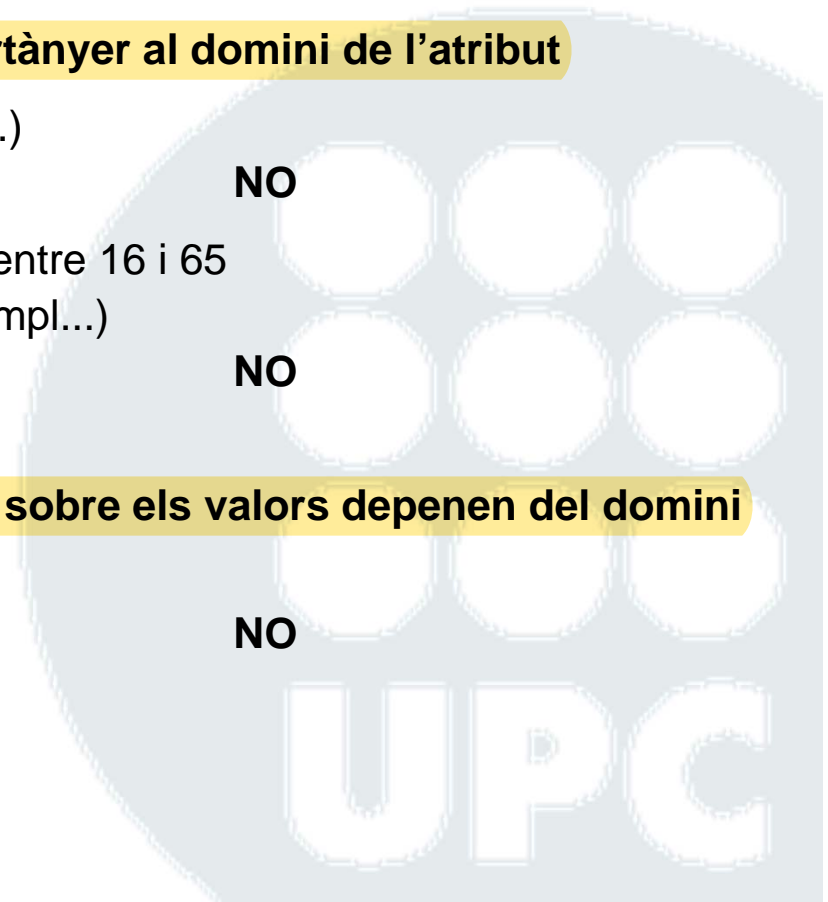 rtànyer al domini de l’atribut
.)
NO
entre 16 i 65
mpl...)
NO
sobre els valors depenen del domini
NO
UPC